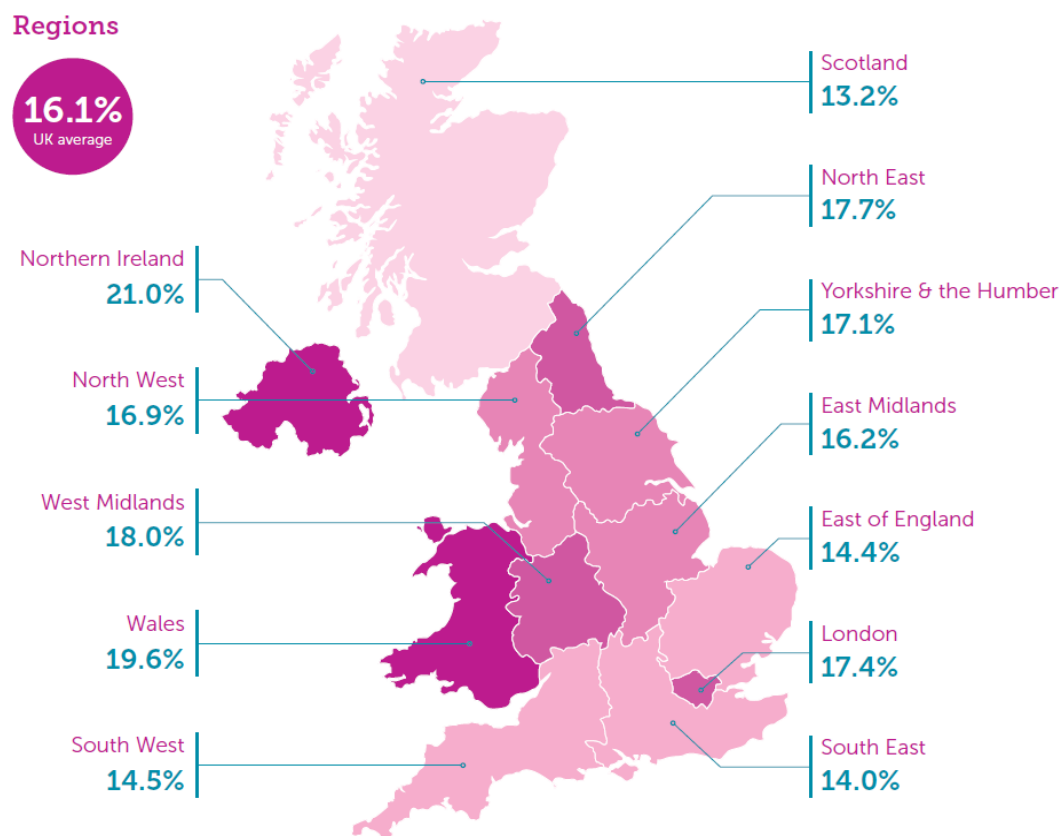 Regions
16.1%
UK average
Northern Ireland
21.0%
North West
16.9%
West Midlands
18.0%
Wales
19.6%
South West
14.5%
Scotland
13.2%
North East
17.7%
Yorkshire & the Humber
17.1%
East Midlands
16.2%
East of England
14.4%
London
17.4%
South East
14.0%